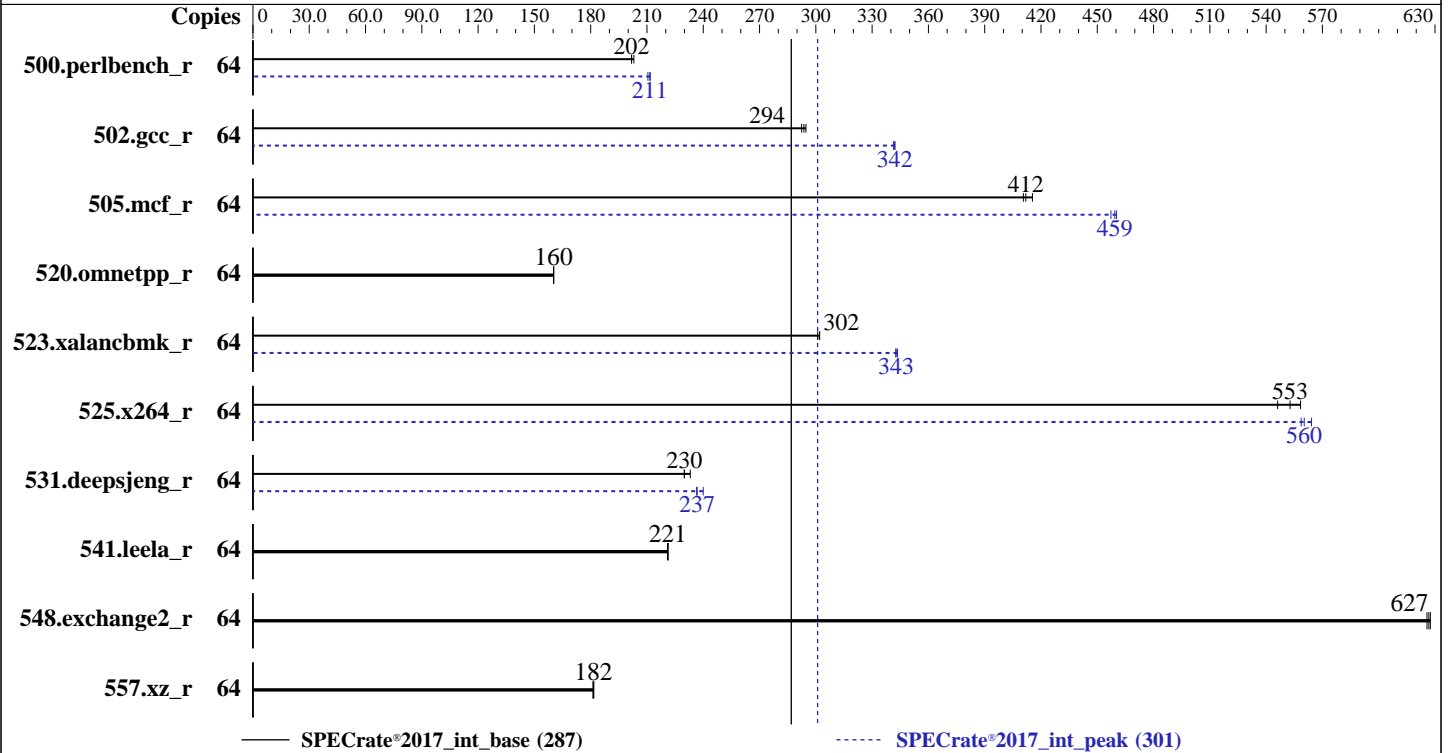 Copies 0 30.0 60.0 90.0 120 150 180 210 240 270 300 330 360 390 420 450 480 510 540 570 630
202
500.perlbench_r 64
211
294
502.gcc_r 64
342
412
505.mcf_r 64
459
160
520.omnetpp_r 64
302
523.xalancbmk_r 64
343
553
525.x264_r 64
560
230
531.deepsjeng_r 64
237
221
541.leela_r 64
627
548.exchange2_r 64
182
557.xz_r 64
SPECrate®2017_int_base (287) SPECrate®2017_int_peak (301)